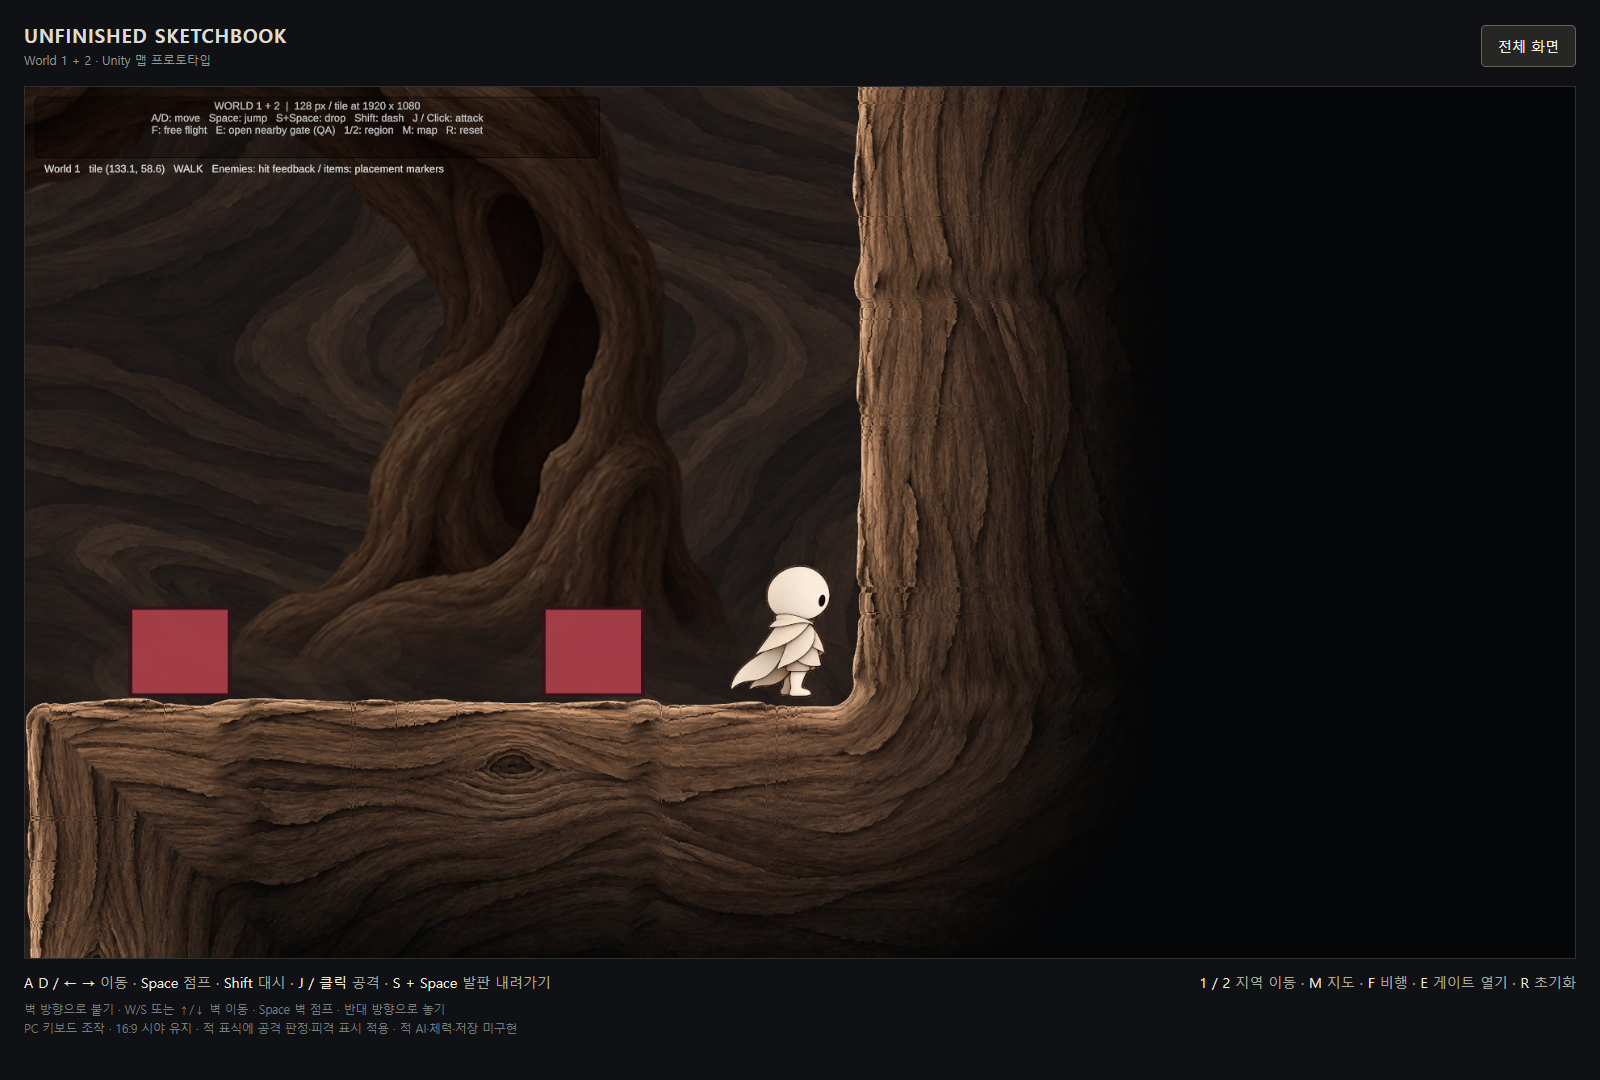 UNFINISHED SKETCHBOOK
World 1 + 2 · Unity 맵 프로토타입
전체 화면
WORLD 1 + 2 | 128 px / tile at 1920 x 1080
A/D: move Space: jump S+Space: drop Shift: dash J / Click: attack
F: free flight E: open nearby gate (QA) 1/2: region M: map R: reset
World 1 tile (133.1, 58.6) WALK Enemies: hit feedback / items: placement markers
A D / ← → 이동 · Space 점프 · Shift 대시 · J / 클릭 공격 · S + Space 발판 내려가기
1 / 2 지역 이동 · M 지도 · F 비행 · E 게이트 열기 · R 초기화
벽 방향으로 붙기 · W/S 또는 ↑/↓ 벽 이동 · Space 벽 점프 · 반대 방향으로 놓기
PC 키보드 조작 · 16:9 시야 유지 · 적 표식에 공격 판정·피격 표시 적용 · 적 AI·체력·저장 미구현